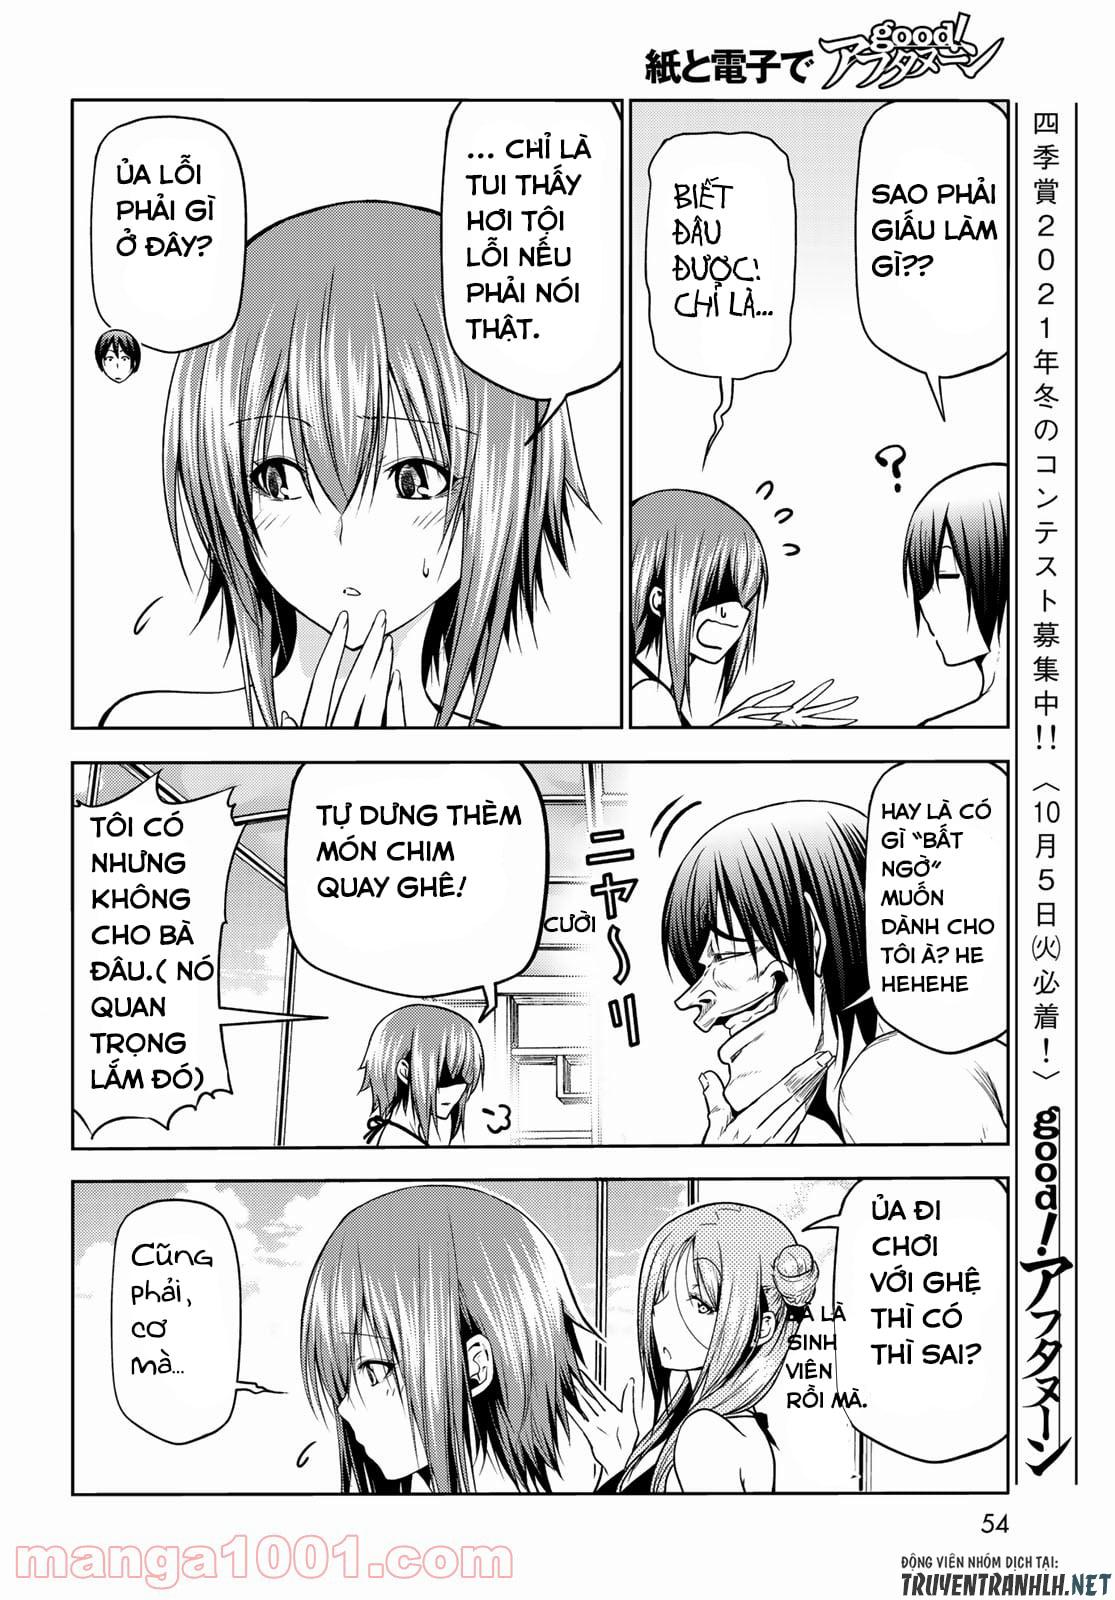 紙と電子で
good!
アフタヌーン
SAO PHẢI
GIẤU LÀM
GÌ??
BIẾT
ĐÂU
ĐƯỢC!
CHỈ LÀ...
?
... CHỈ LÀ
TUI THẤY
HƠI TỘI
LỖI NẾU
PHẢI NÓI
THẬT.
ỦA LỖI
PHẢI GÌ
Ở ĐÂY?
HAY LÀ CÓ
GÌ “BẤT
NGỜ”
MUỐN
DÀNH CHO
TÔI À? HE
HEHEHE
ニヤ〜リ
CƯỜI
TỰ DƯNG THÈM
MÓN CHIM
QUAY GHÊ!
TÔI CÓ
NHƯNG
KHÔNG
CHO BÀ
ĐÂU.( NÓ
QUAN
TRỌNG
LẮM ĐÓ)
ỦA ĐI
CHƠI
VỚI GHỆ
THÌ CÓ
THÌ SAI?
LÀ
SINH
VIÊN
RỒI MÀ.
Cũng
phải,
cơ
mà...
四季賞2021年冬のコンテスト募集中!!〈10月5日㈫必着！〉good!アフタヌーン
54
manga1001.com
ĐỘNG VIÊN NHÓM DỊCH TẠI:
TRUYENTRANHLH.NET